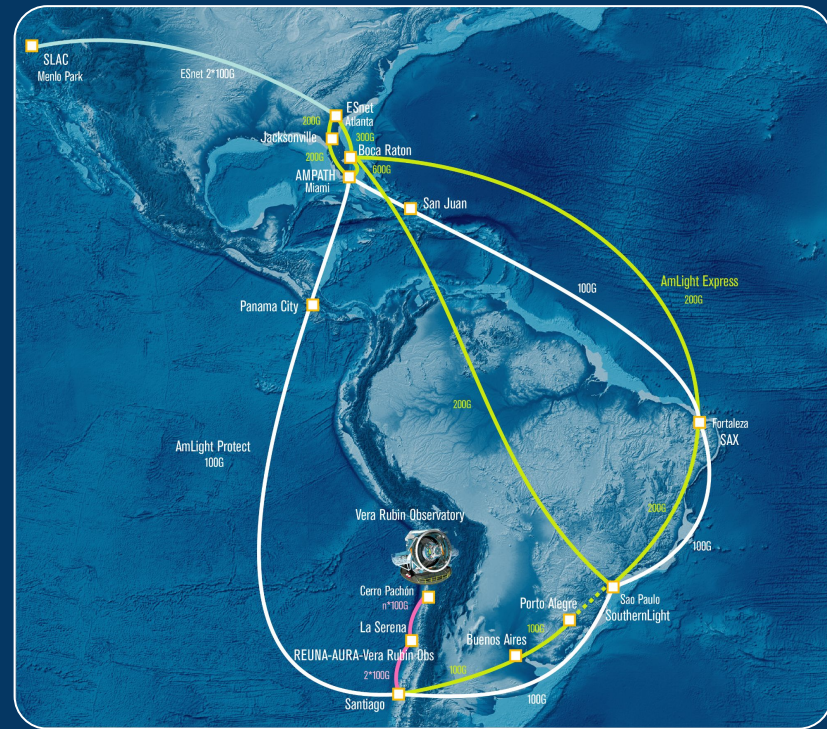 SLAC
Menlo Park
ESnet 2*100G
ESnet
Atlanta
200G
Jacksonville
300G
Boca Raton
200G
600G
AMPATH
Miami
San Juan
100G
AmLight Express
200G
Panama City
200G
Fortaleza
SAX
AmLight Protect
100G
200G
Vera Rubin Observatory
100G
Cerro Pachón
n*100G
Sao Paulo
SouthernLight
Porto Alegre
100G
La Serena
Buenos Aires
REUNA-AURA-Vera Rubin Obs
2*100G
100G
100G
Santiago